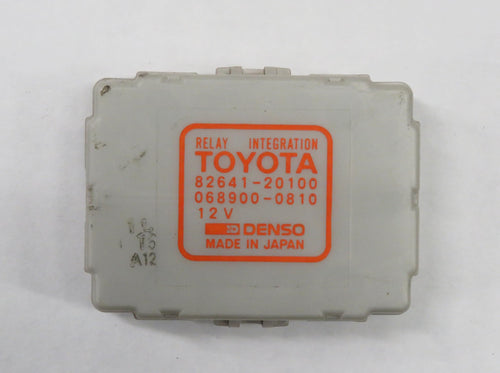 RELAY INTEGRATION
TOYOTA
82641-20100
068900-0810
12V
DENSO
MADE IN JAPAN
A12